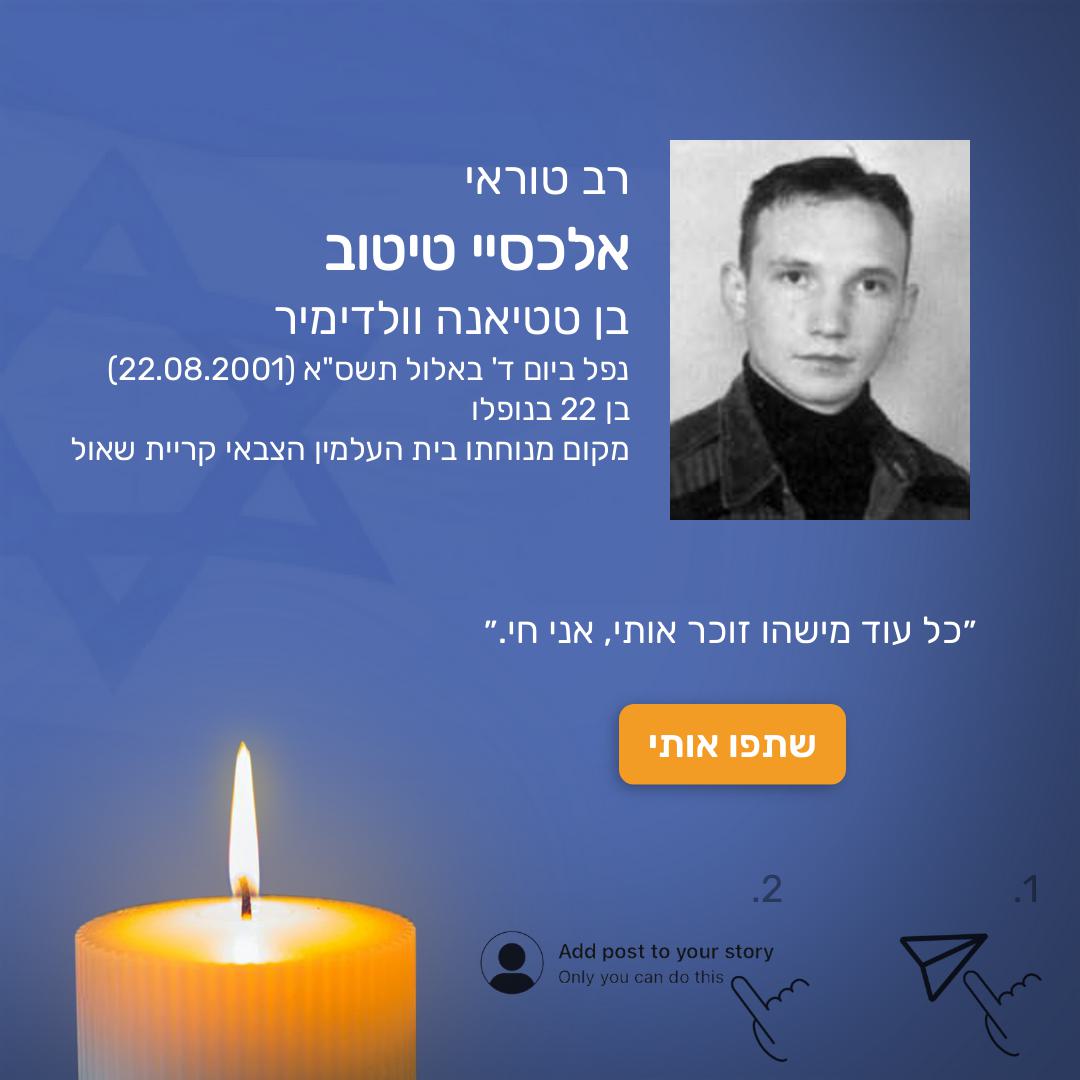 רב טוראי
אלכסיי טיטוב
בן טטיאנה וולדימיר
נפל ביום ד' באלול תשס"א (22.08.2001)
בן 22 בנופלו
מקום מנוחתו בית העלמין הצבאי קריית שאול
״כל עוד מישהו זוכר אותי, אני חי.״
שתפו אותי
.1
.2
Add post to your story
Only you can do this